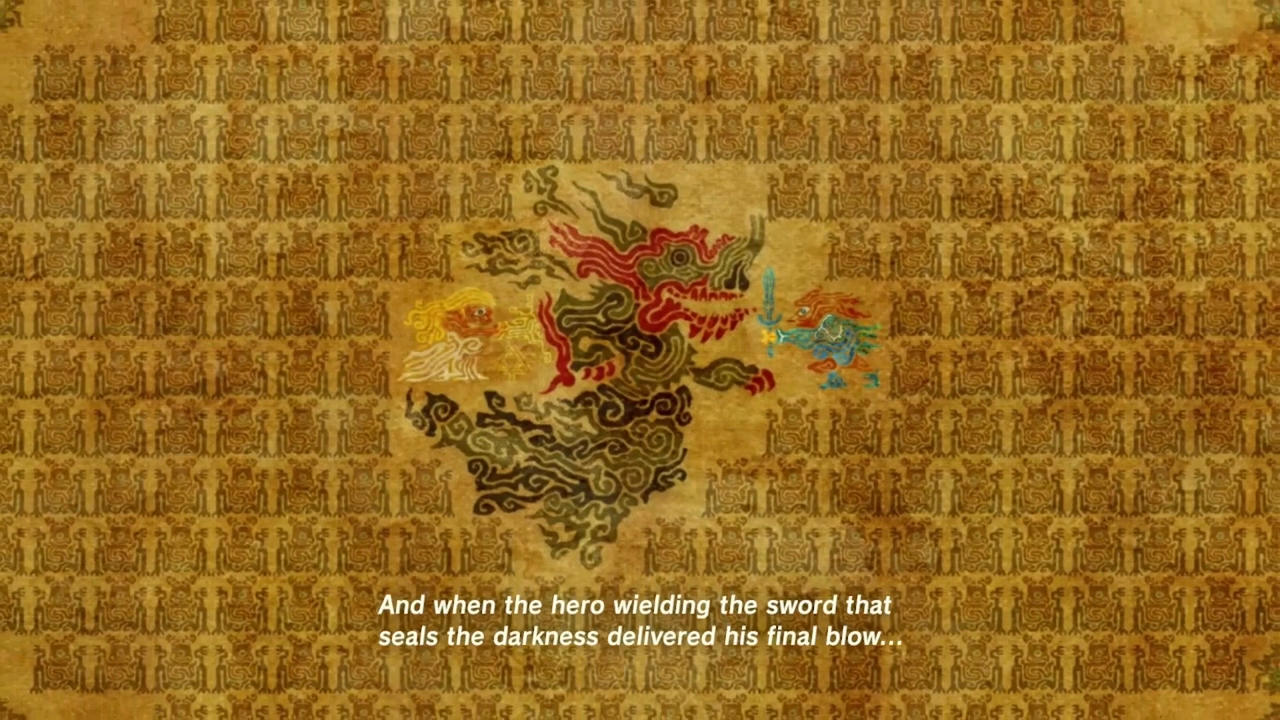 And when the hero wielding the sword that
seals the darkness delivered his final blow...